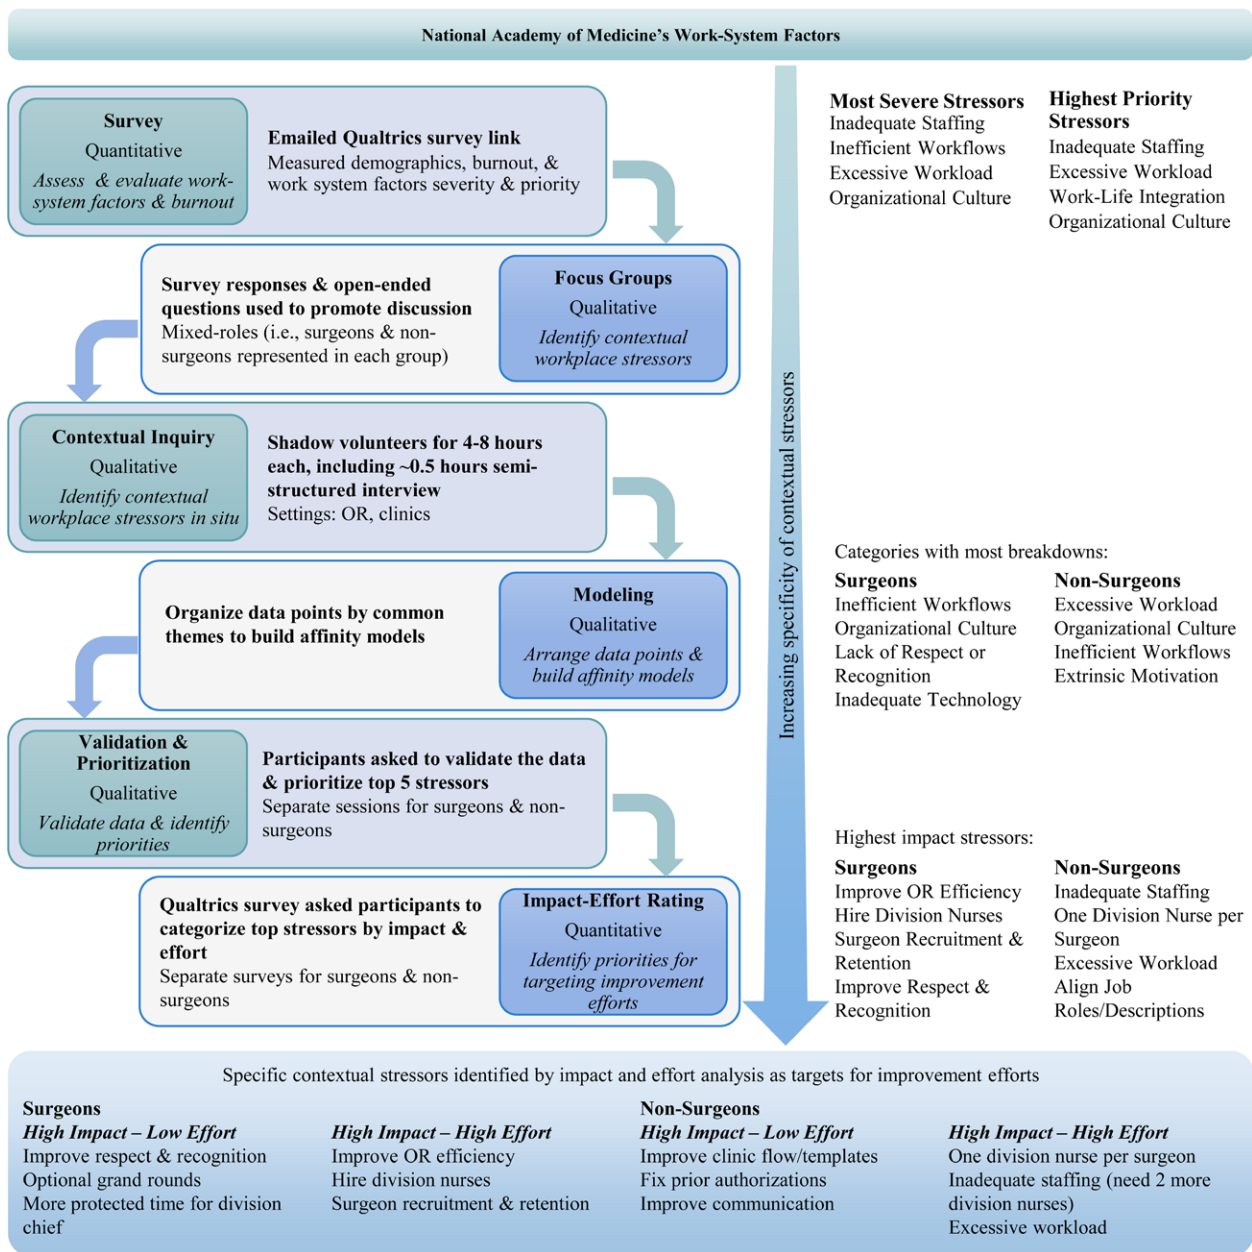 National Academy of Medicine's Work-System Factors
Survey
Quantitative
Assess & evaluate work-
system factors & burnout
Emailed Qualtrics survey link
Measured demographics, burnout, &
work system factors severity & priority
Most Severe Stressors
Inadequate Staffing
Inefficient Workflows
Excessive Workload
Organizational Culture
Highest Priority
Stressors
Inadequate Staffing
Excessive Workload
Work-Life Integration
Organizational Culture
Survey responses & open-ended
questions used to promote discussion
Mixed-roles (i.e., surgeons & non-
surgeons represented in each group)
Focus Groups
Qualitative
Identify contextual
workplace stressors
Contextual Inquiry
Qualitative
Identify contextual
workplace stressors in situ
Shadow volunteers for 4-8 hours
each, including ~0.5 hours semi-
structured interview
Settings: OR, clinics
Increasing specificity of contextual stressors
Organize data points by common
themes to build affinity models
Modeling
Qualitative
Arrange data points &
build affinity models
Categories with most breakdowns:
Surgeons
Inefficient Workflows
Organizational Culture
Lack of Respect or
Recognition
Inadequate Technology
Non-Surgeons
Excessive Workload
Organizational Culture
Inefficient Workflows
Extrinsic Motivation
Validation &
Prioritization
Qualitative
Validate data & identify
priorities
Participants asked to validate the data
& prioritize top 5 stressors
Separate sessions for surgeons & non-
surgeons
Qualtrics survey asked participants to
categorize top stressors by impact &
effort
Separate surveys for surgeons & non-
surgeons
Impact-Effort Rating
Quantitative
Identify priorities for
targeting improvement
efforts
Highest impact stressors:
Surgeons
Improve OR Efficiency
Hire Division Nurses
Surgeon Recruitment &
Retention
Improve Respect &
Recognition
Non-Surgeons
Inadequate Staffing
One Division Nurse per
Surgeon
Excessive Workload
Align Job
Roles/Descriptions
Specific contextual stressors identified by impact and effort analysis as targets for improvement efforts
Surgeons
High Impact – Low Effort
Improve respect & recognition
Optional grand rounds
More protected time for division
chief
High Impact – High Effort
Improve OR efficiency
Hire division nurses
Surgeon recruitment & retention
Non-Surgeons
High Impact – Low Effort
Improve clinic flow/templates
Fix prior authorizations
Improve communication
High Impact – High Effort
One division nurse per surgeon
Inadequate staffing (need 2 more
division nurses)
Excessive workload